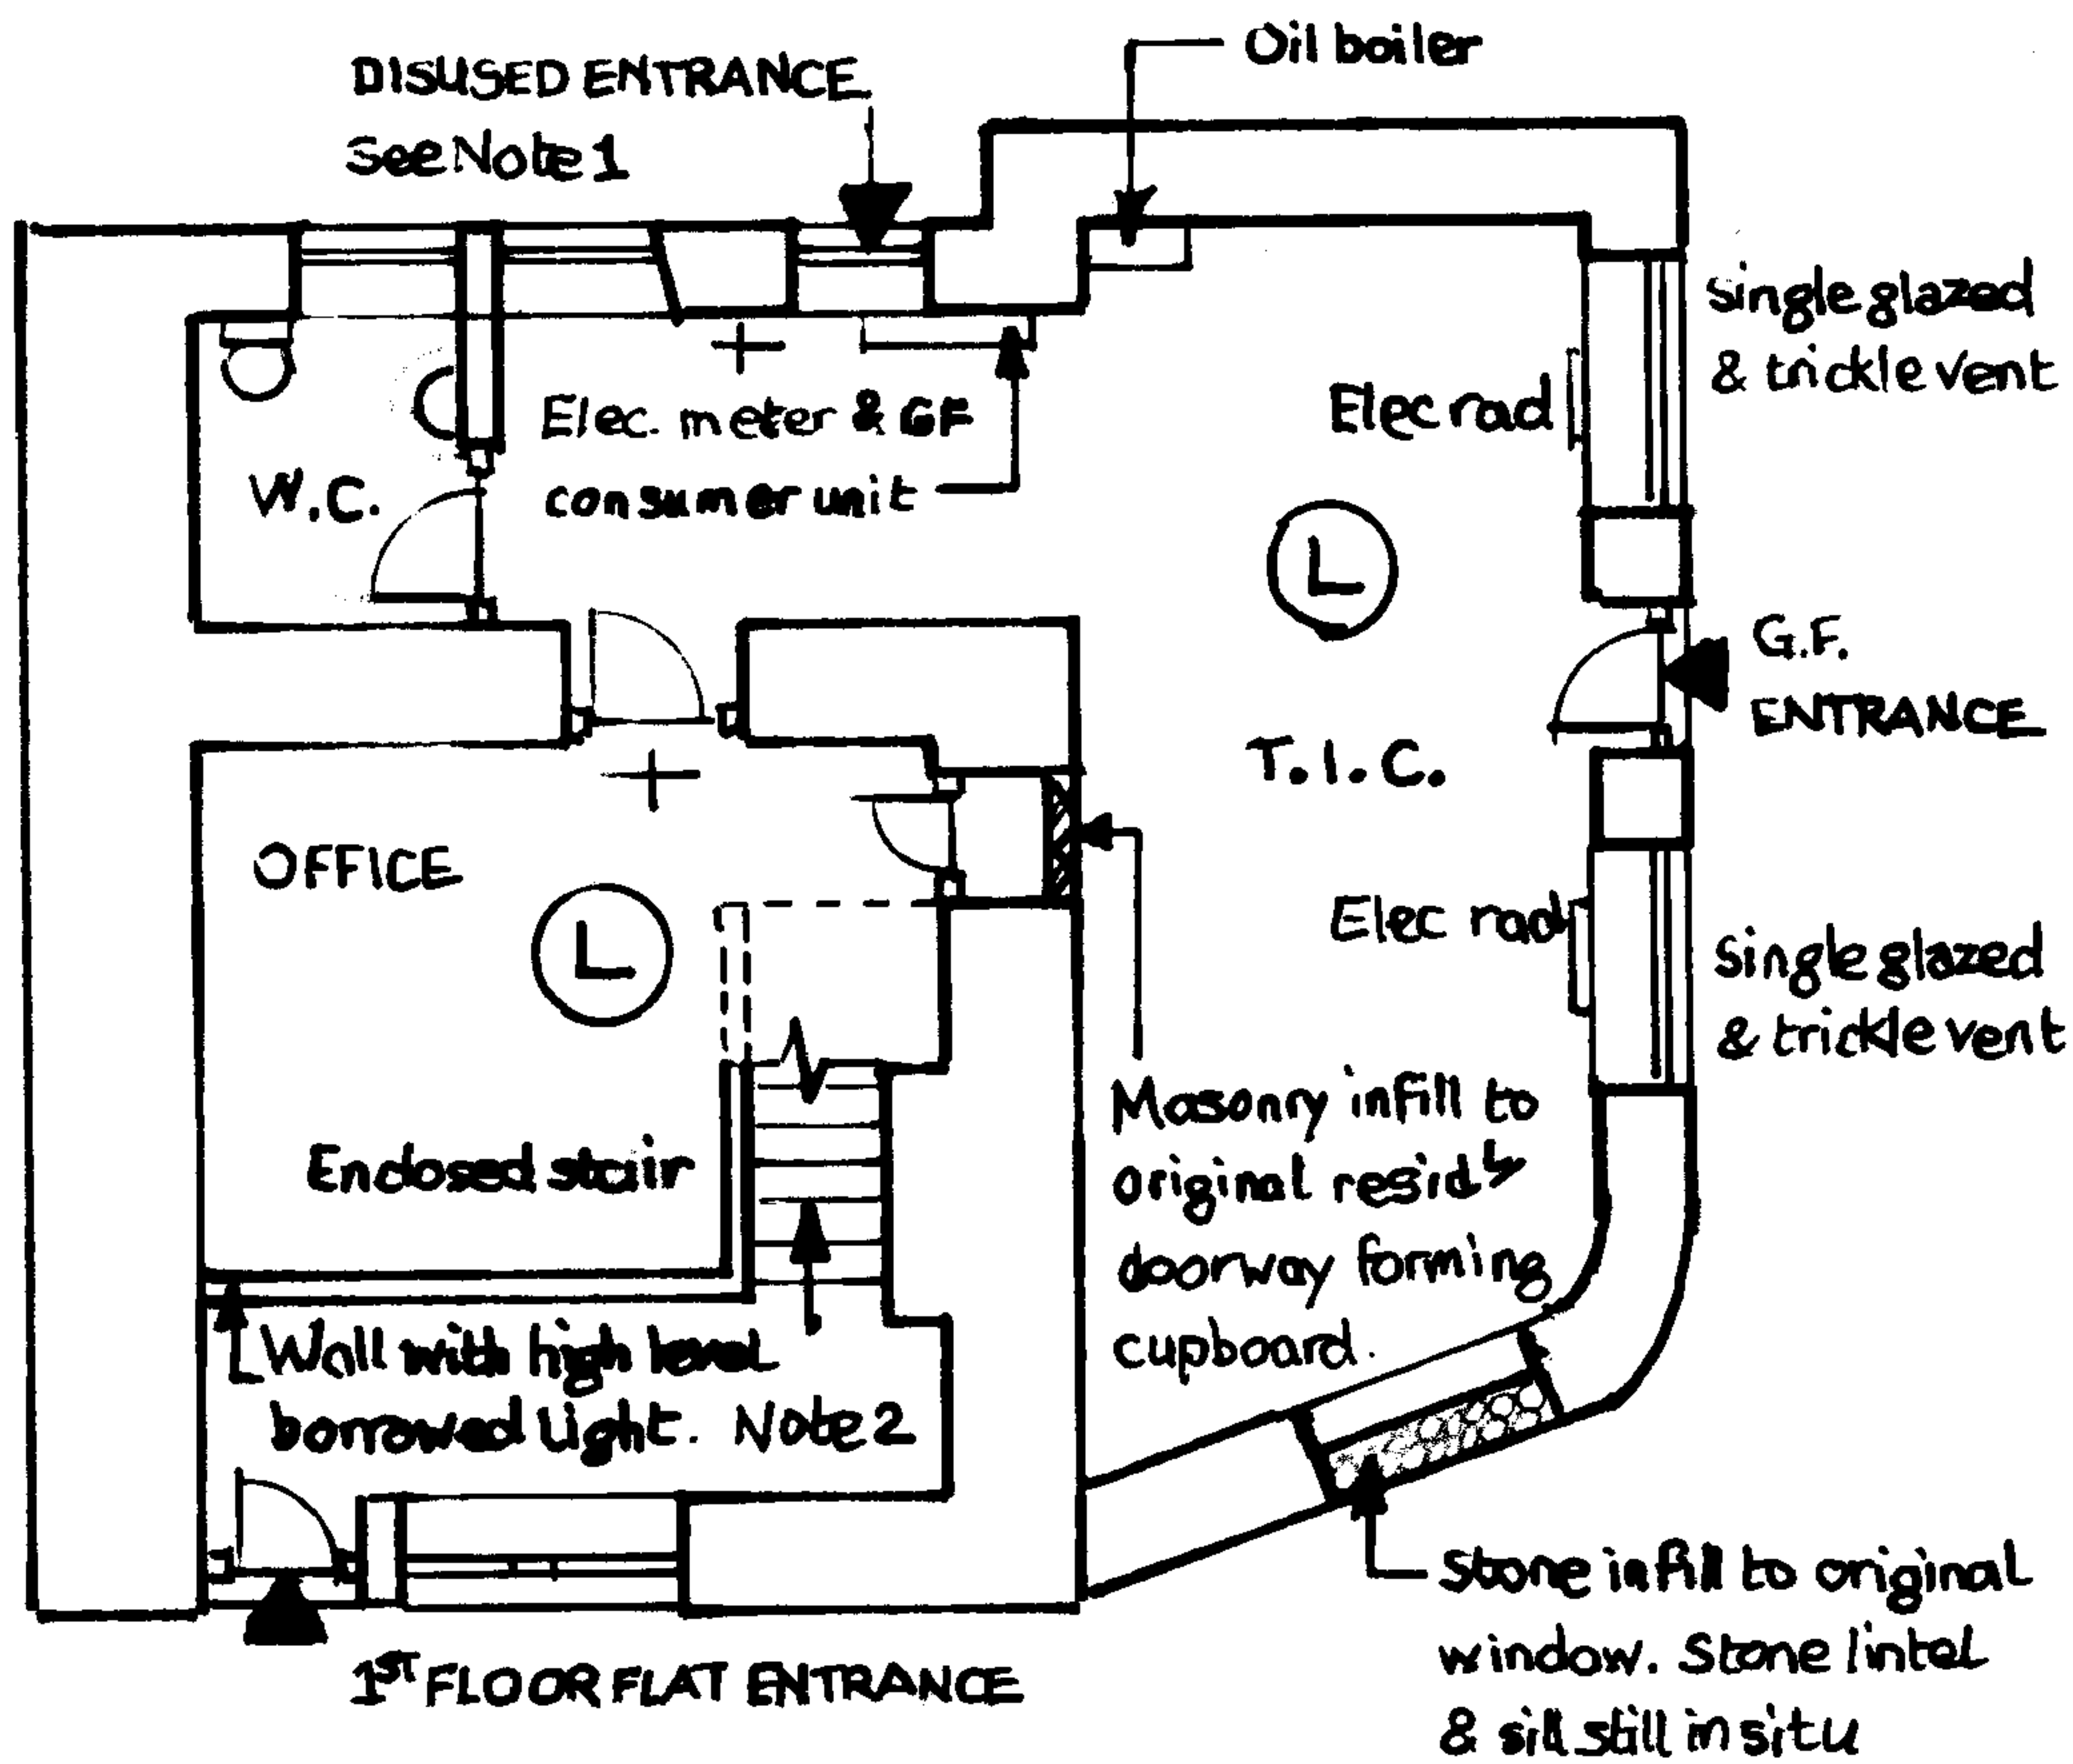 Oil boiler
DISUSED ENTRANCE
See Note 1
Single glazed
& trickle vent
Elec rad
Elec. meter & GF
consumer unit
W.C.
L
G.F.
ENTRANCE
T.I.C.
OFFICE
L
Elec rad
Single glazed
& trickle vent
Masonry infill to
original resid'l
doorway forming
cupboard.
Enclosed stair
Wall with high level
borrowed light. Note 2
Stone infill to original
window. Stone lintel
& sill still in situ
1ST FLOOR FLAT ENTRANCE